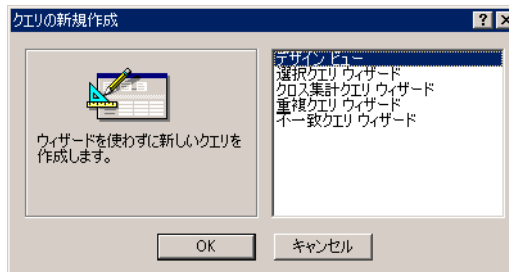 クエリの新規作成
デザイン ビュー
選択クエリ ウィザード
クロス集計クエリ ウィザード
重複クエリ ウィザード
不一致クエリ ウィザード
ウィザードを使わずに新しいクエリを
作成します。
OK
キャンセル